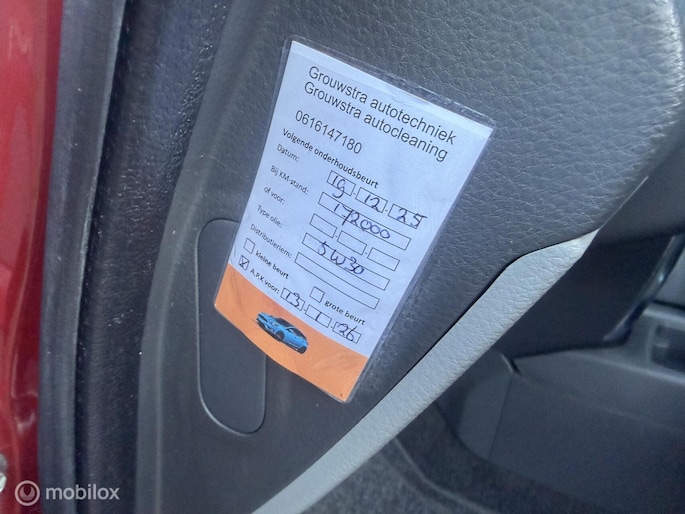 Grouwstra autotechniek
Grouwstra autocleaning
0616147180
Volgende onderhoudsbeurt
Datum: 19 12 25
Bij KM-stand: 172000
of voor:
Type olie: 5W30
Distributieriem:
kleine beurt grote beurt
A.P.K voor: 13 1 26
mobilox